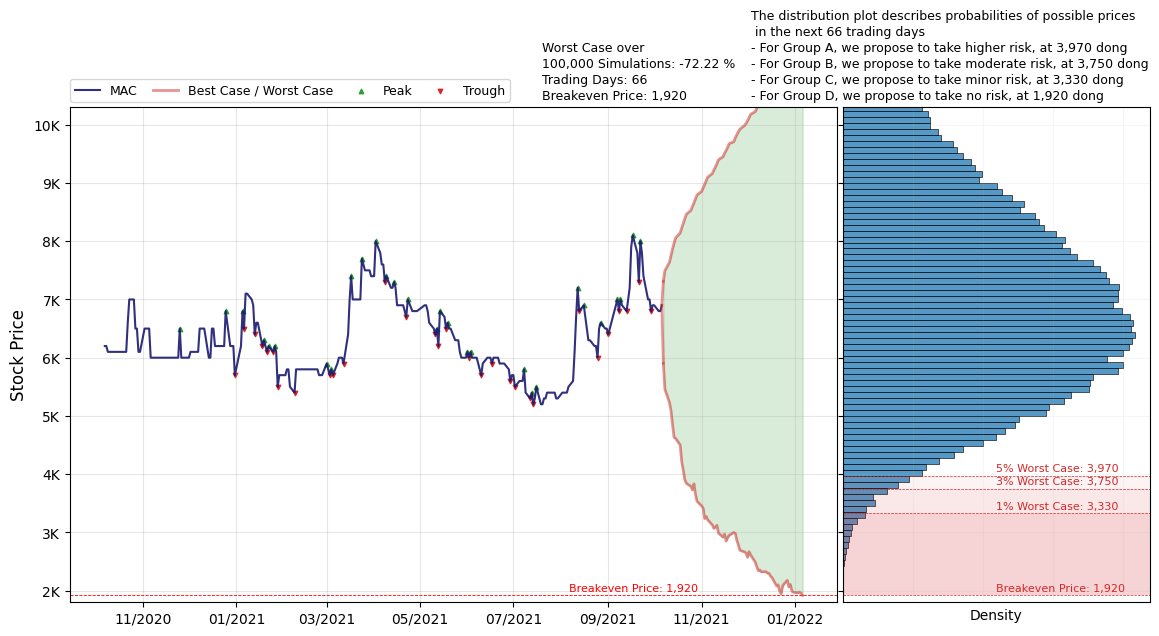 The distribution plot describes probabilities of possible prices
in the next 66 trading days
- For Group A, we propose to take higher risk, at 3,970 dong
- For Group B, we propose to take moderate risk, at 3,750 dong
- For Group C, we propose to take minor risk, at 3,330 dong
- For Group D, we propose to take no risk, at 1,920 dong
Worst Case over
100,000 Simulations: -72.22 %
Trading Days: 66
Breakeven Price: 1,920
MAC
Best Case / Worst Case
Peak
Trough
Stock Price
10K
9K
8K
7K
6K
5K
4K
3K
2K
Breakeven Price: 1,920
11/2020
01/2021
03/2021
05/2021
07/2021
09/2021
11/2021
01/2022
5% Worst Case: 3,970
3% Worst Case: 3,750
1% Worst Case: 3,330
Breakeven Price: 1,920
Density